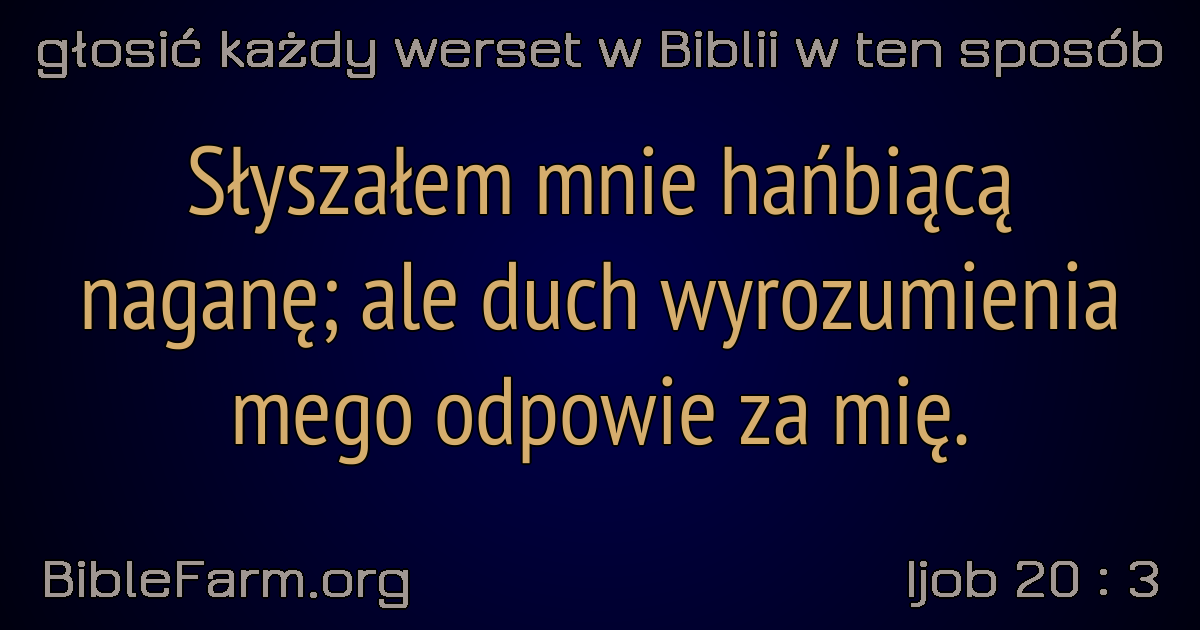 głosić każdy werset w Biblii w ten sposób
Słyszałem mnie hańbiącą
naganę; ale duch wyrozumienia
mego odpowie za mię.
BibleFarm.org
Ijob 20 : 3